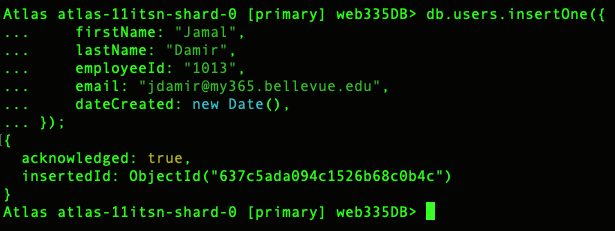 Atlas atlas-11itsn-shard-0 [primary] web335DB> db.users.insertOne({
... firstName: "Jamal",
... lastName: "Damir",
... employeeId: "1013",
... email: "jdamir@my365.bellevue.edu",
... dateCreated: new Date(),
... });
{
acknowledged: true,
insertedId: ObjectId("637c5ada094c1526b68c0b4c")
}
Atlas atlas-11itsn-shard-0 [primary] web335DB>